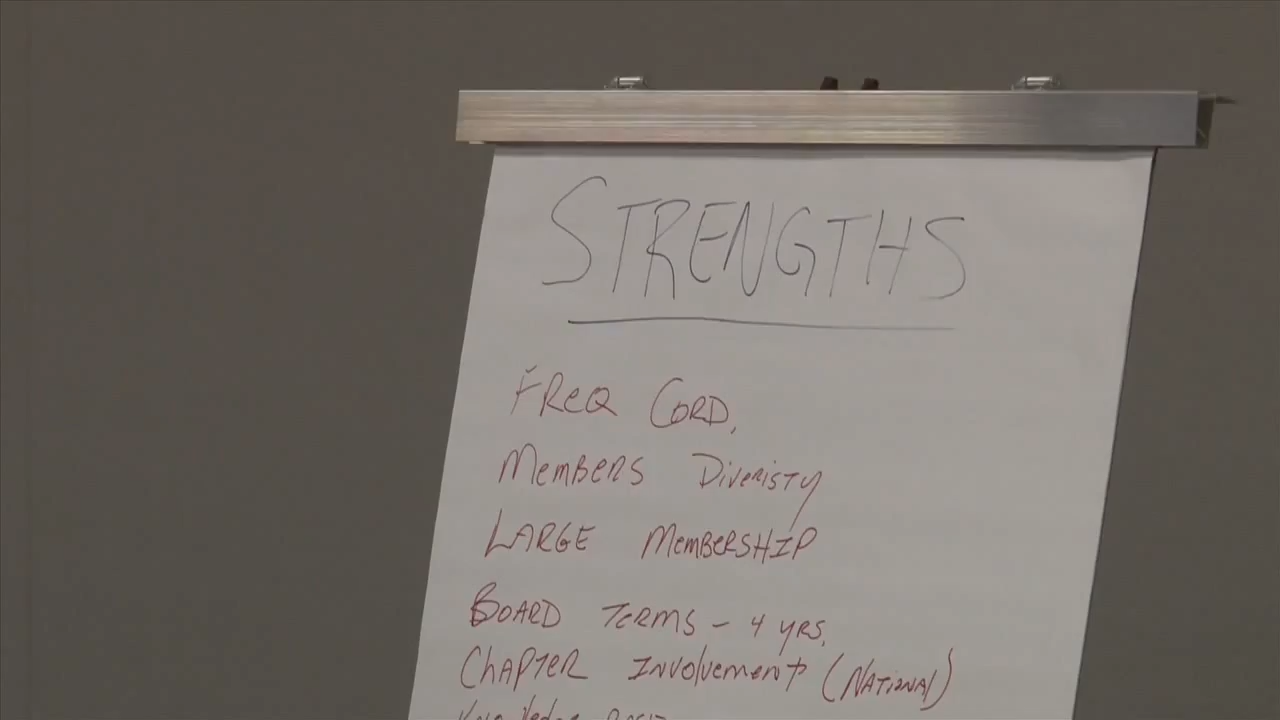 STRENGTHS
FReQ CORD,
MemBERS Diveristy
LARGE MemBERSHIP
BOARD TERMS - 4 YRS.
CHAPTER INVolvement (NATIONAl)